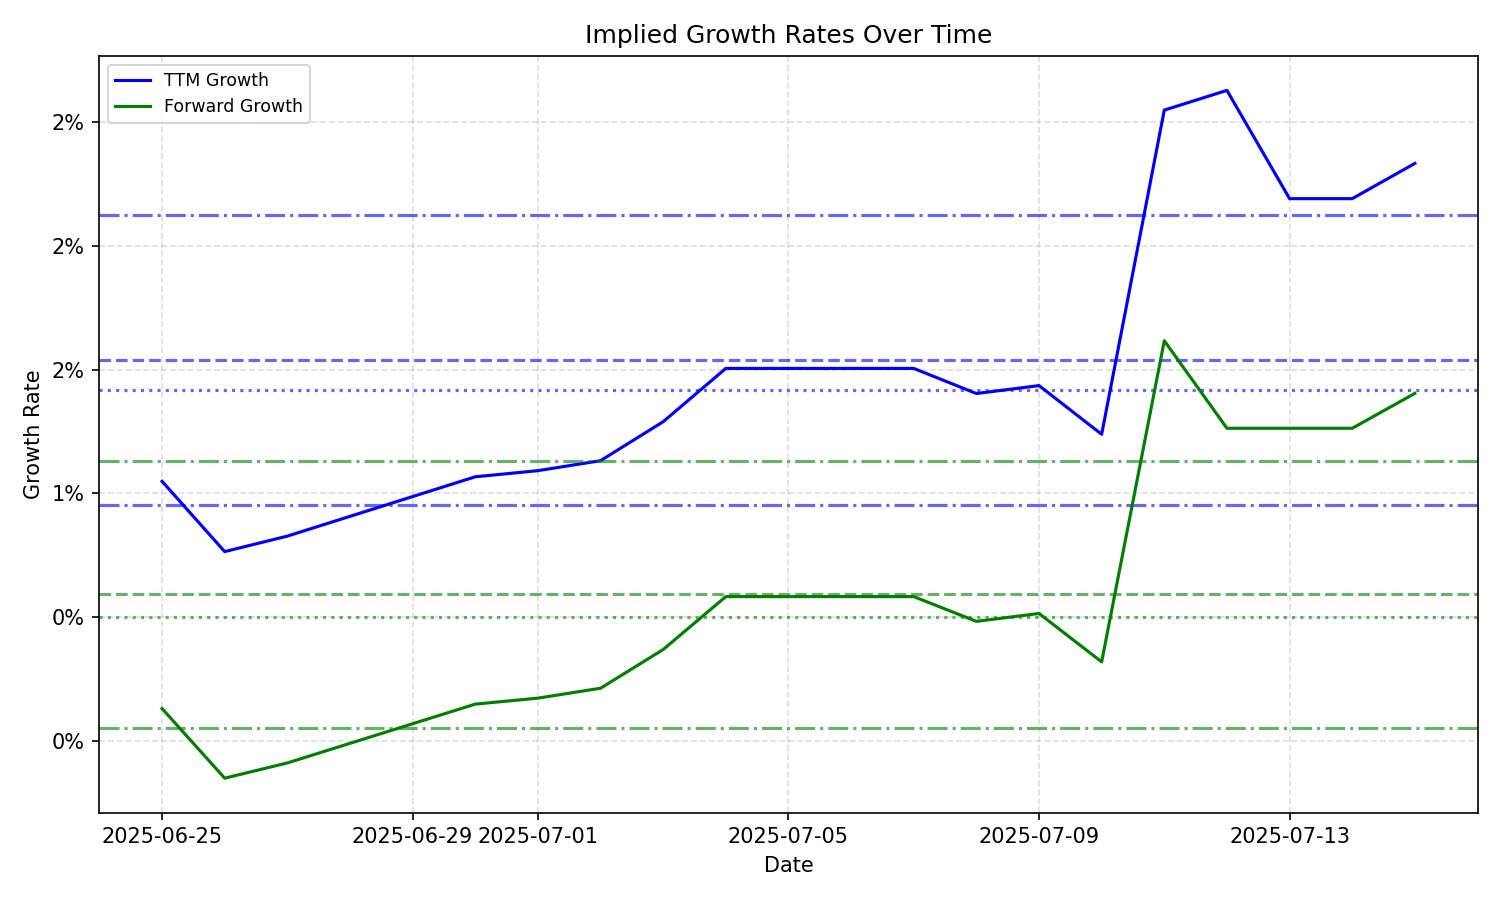 Implied Growth Rates Over Time
TTM Growth
Forward Growth
2%
2%
2%
1%
0%
0%
Growth Rate
2025-06-25
2025-06-29
2025-07-01
2025-07-05
2025-07-09
2025-07-13
Date